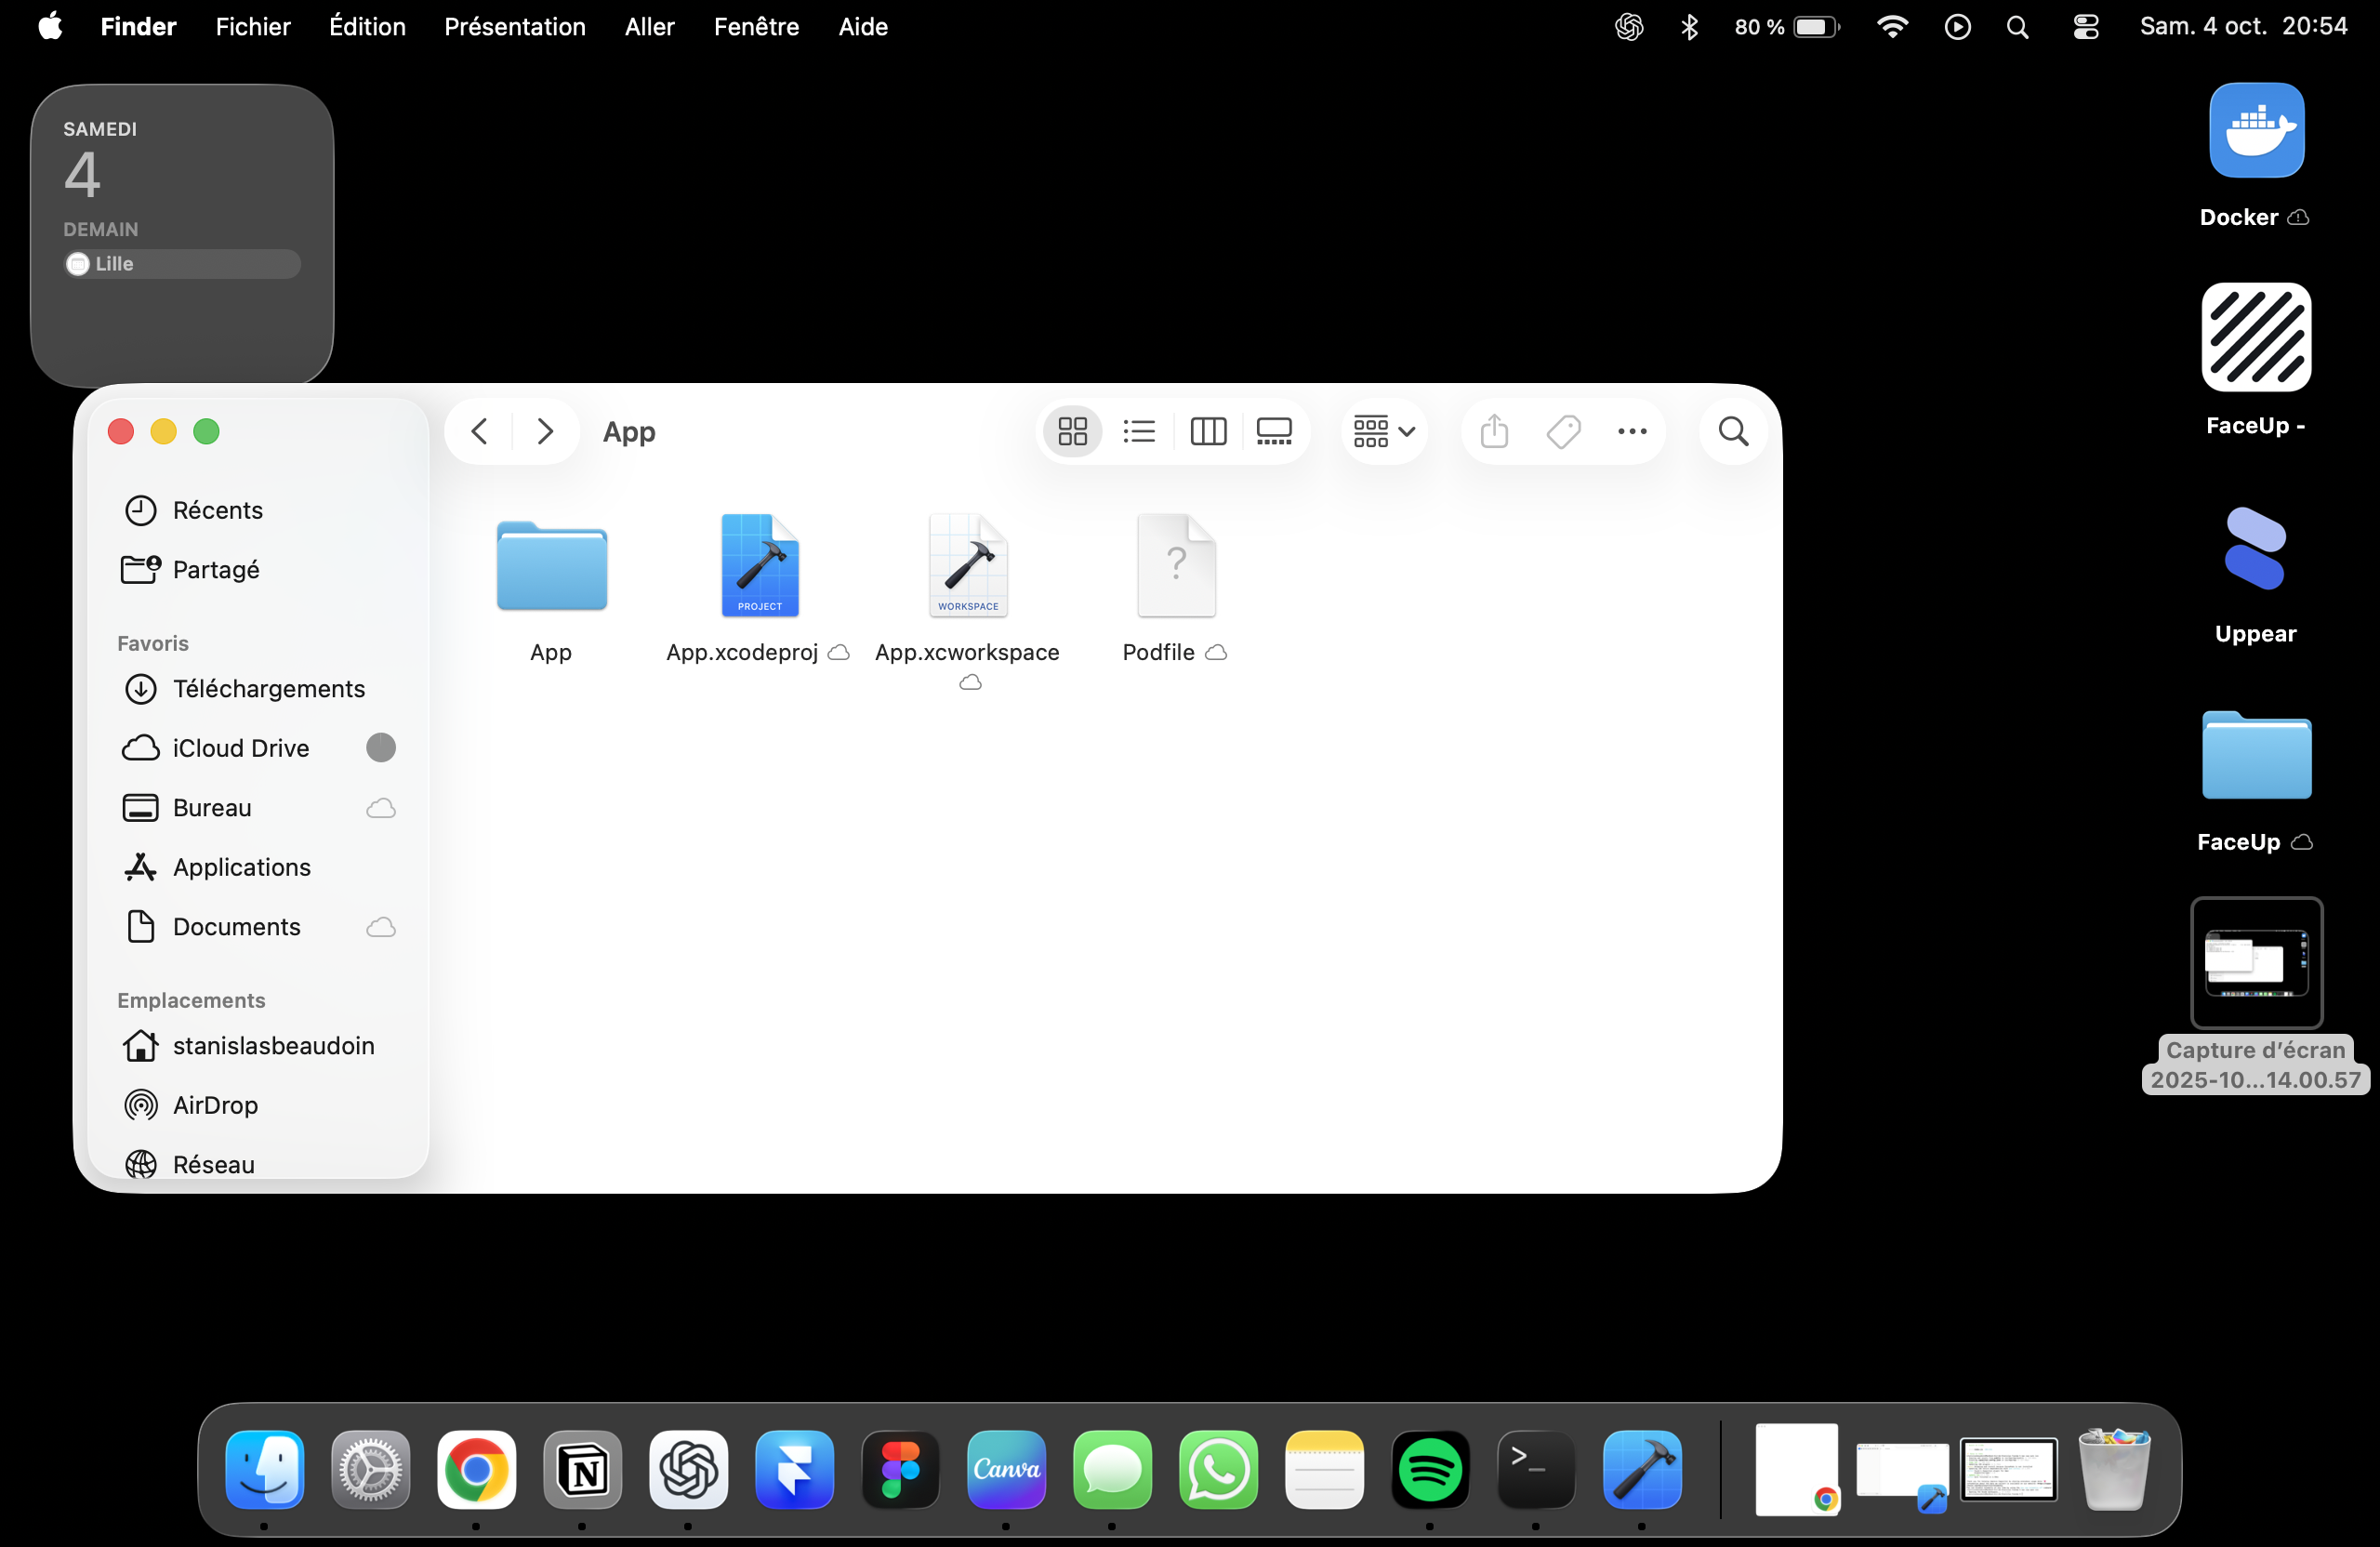 Finder Fichier Édition Présentation Aller Fenêtre Aide 80 % Sam. 4 oct. 20:54
SAMEDI
4
DEMAIN
Lille
App
Récents
Partagé
Favoris
Téléchargements
iCloud Drive
Bureau
Applications
Documents
Emplacements
stanislasbeaudoin
AirDrop
Réseau
PROJECT
WORKSPACE
?
App
App.xcodeproj
App.xcworkspace
Podfile
Docker
FaceUp -
Uppear
FaceUp
Capture d’écran
2025-10...14.00.57
N
Canva
>_